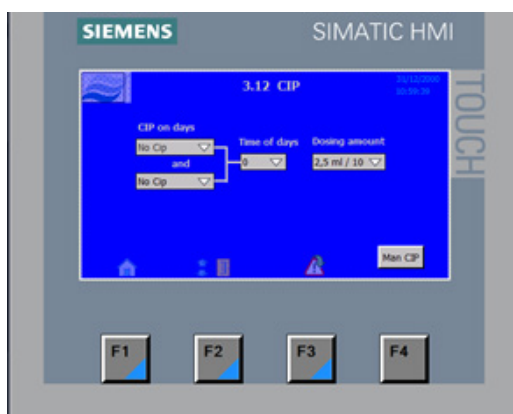 SIEMENS
SIMATIC HMI
TOUCH
3.12 CIP
31/12/2000
10:59:39
CIP on days
No Cip
and
No Cip
Time of days
0
Dosing amount
2,5 ml / 10
Man CIP
F1
F2
F3
F4